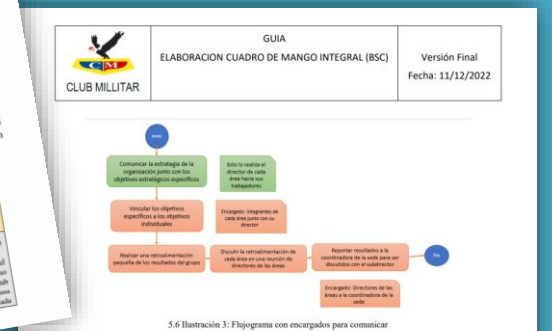 GUIA
ELABORACION CUADRO DE MANGO INTEGRAL (BSC)
Versión Final
Fecha: 11/12/2022
CM
CLUB MILLITAR
Comunicar la estrategia de la
organización junto con los
objetivos estratégicos específicos
Esto lo realiza el
director de cada
área hacia sus
trabajadores
Vincular los objetivos
específicos a los objetivos
individuales
Encargado: Integrantes de
cada área junto con su
director
Realizar una retroalimentación
pequeña de los resultados del grupo
Discutir la retroalimentación de
cada área en una reunión de
directores de las áreas
Reportar resultados a la
coordinadora de la sede para ser
discutidos con el subdirector
Fin
Encargado: Directores de las
áreas a la coordinadora de la
sede
5.6 Ilustración 3: Flujograma con encargados para comunicar